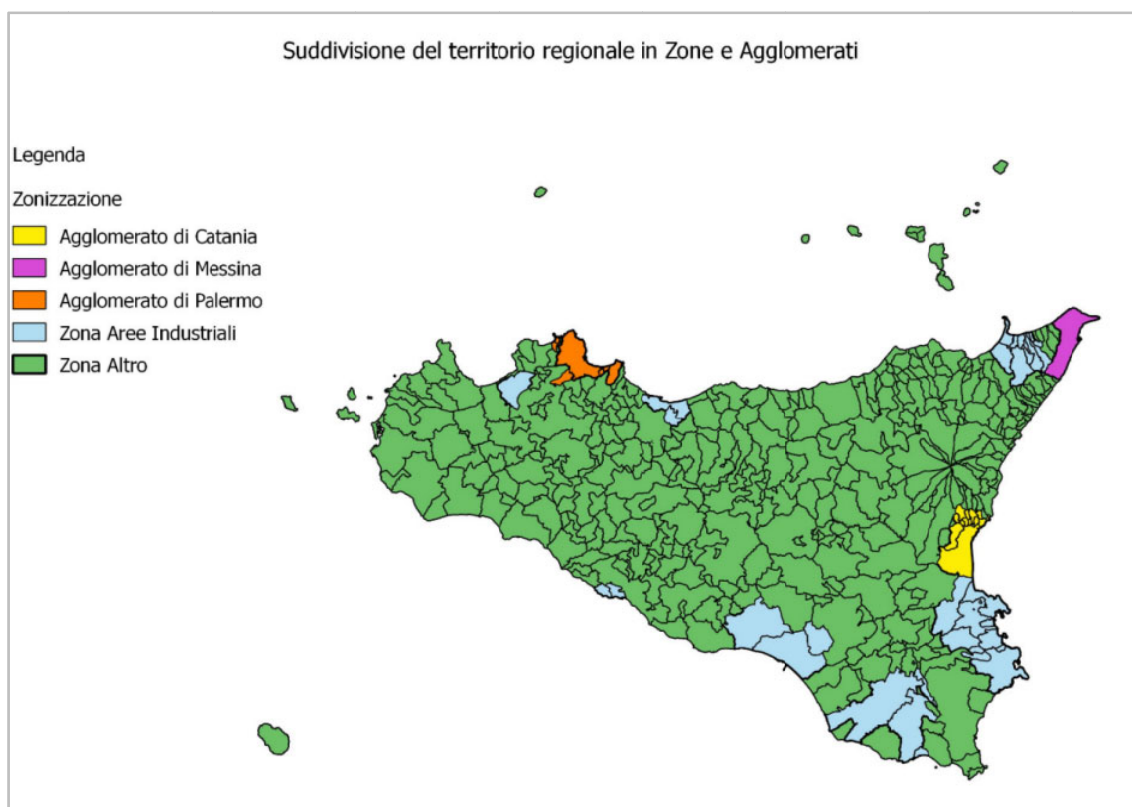 Suddivisione del territorio regionale in Zone e Agglomerati
Legenda
Zonizzazione
Agglomerato di Catania
Agglomerato di Messina
Agglomerato di Palermo
Zona Aree Industriali
Zona Altro